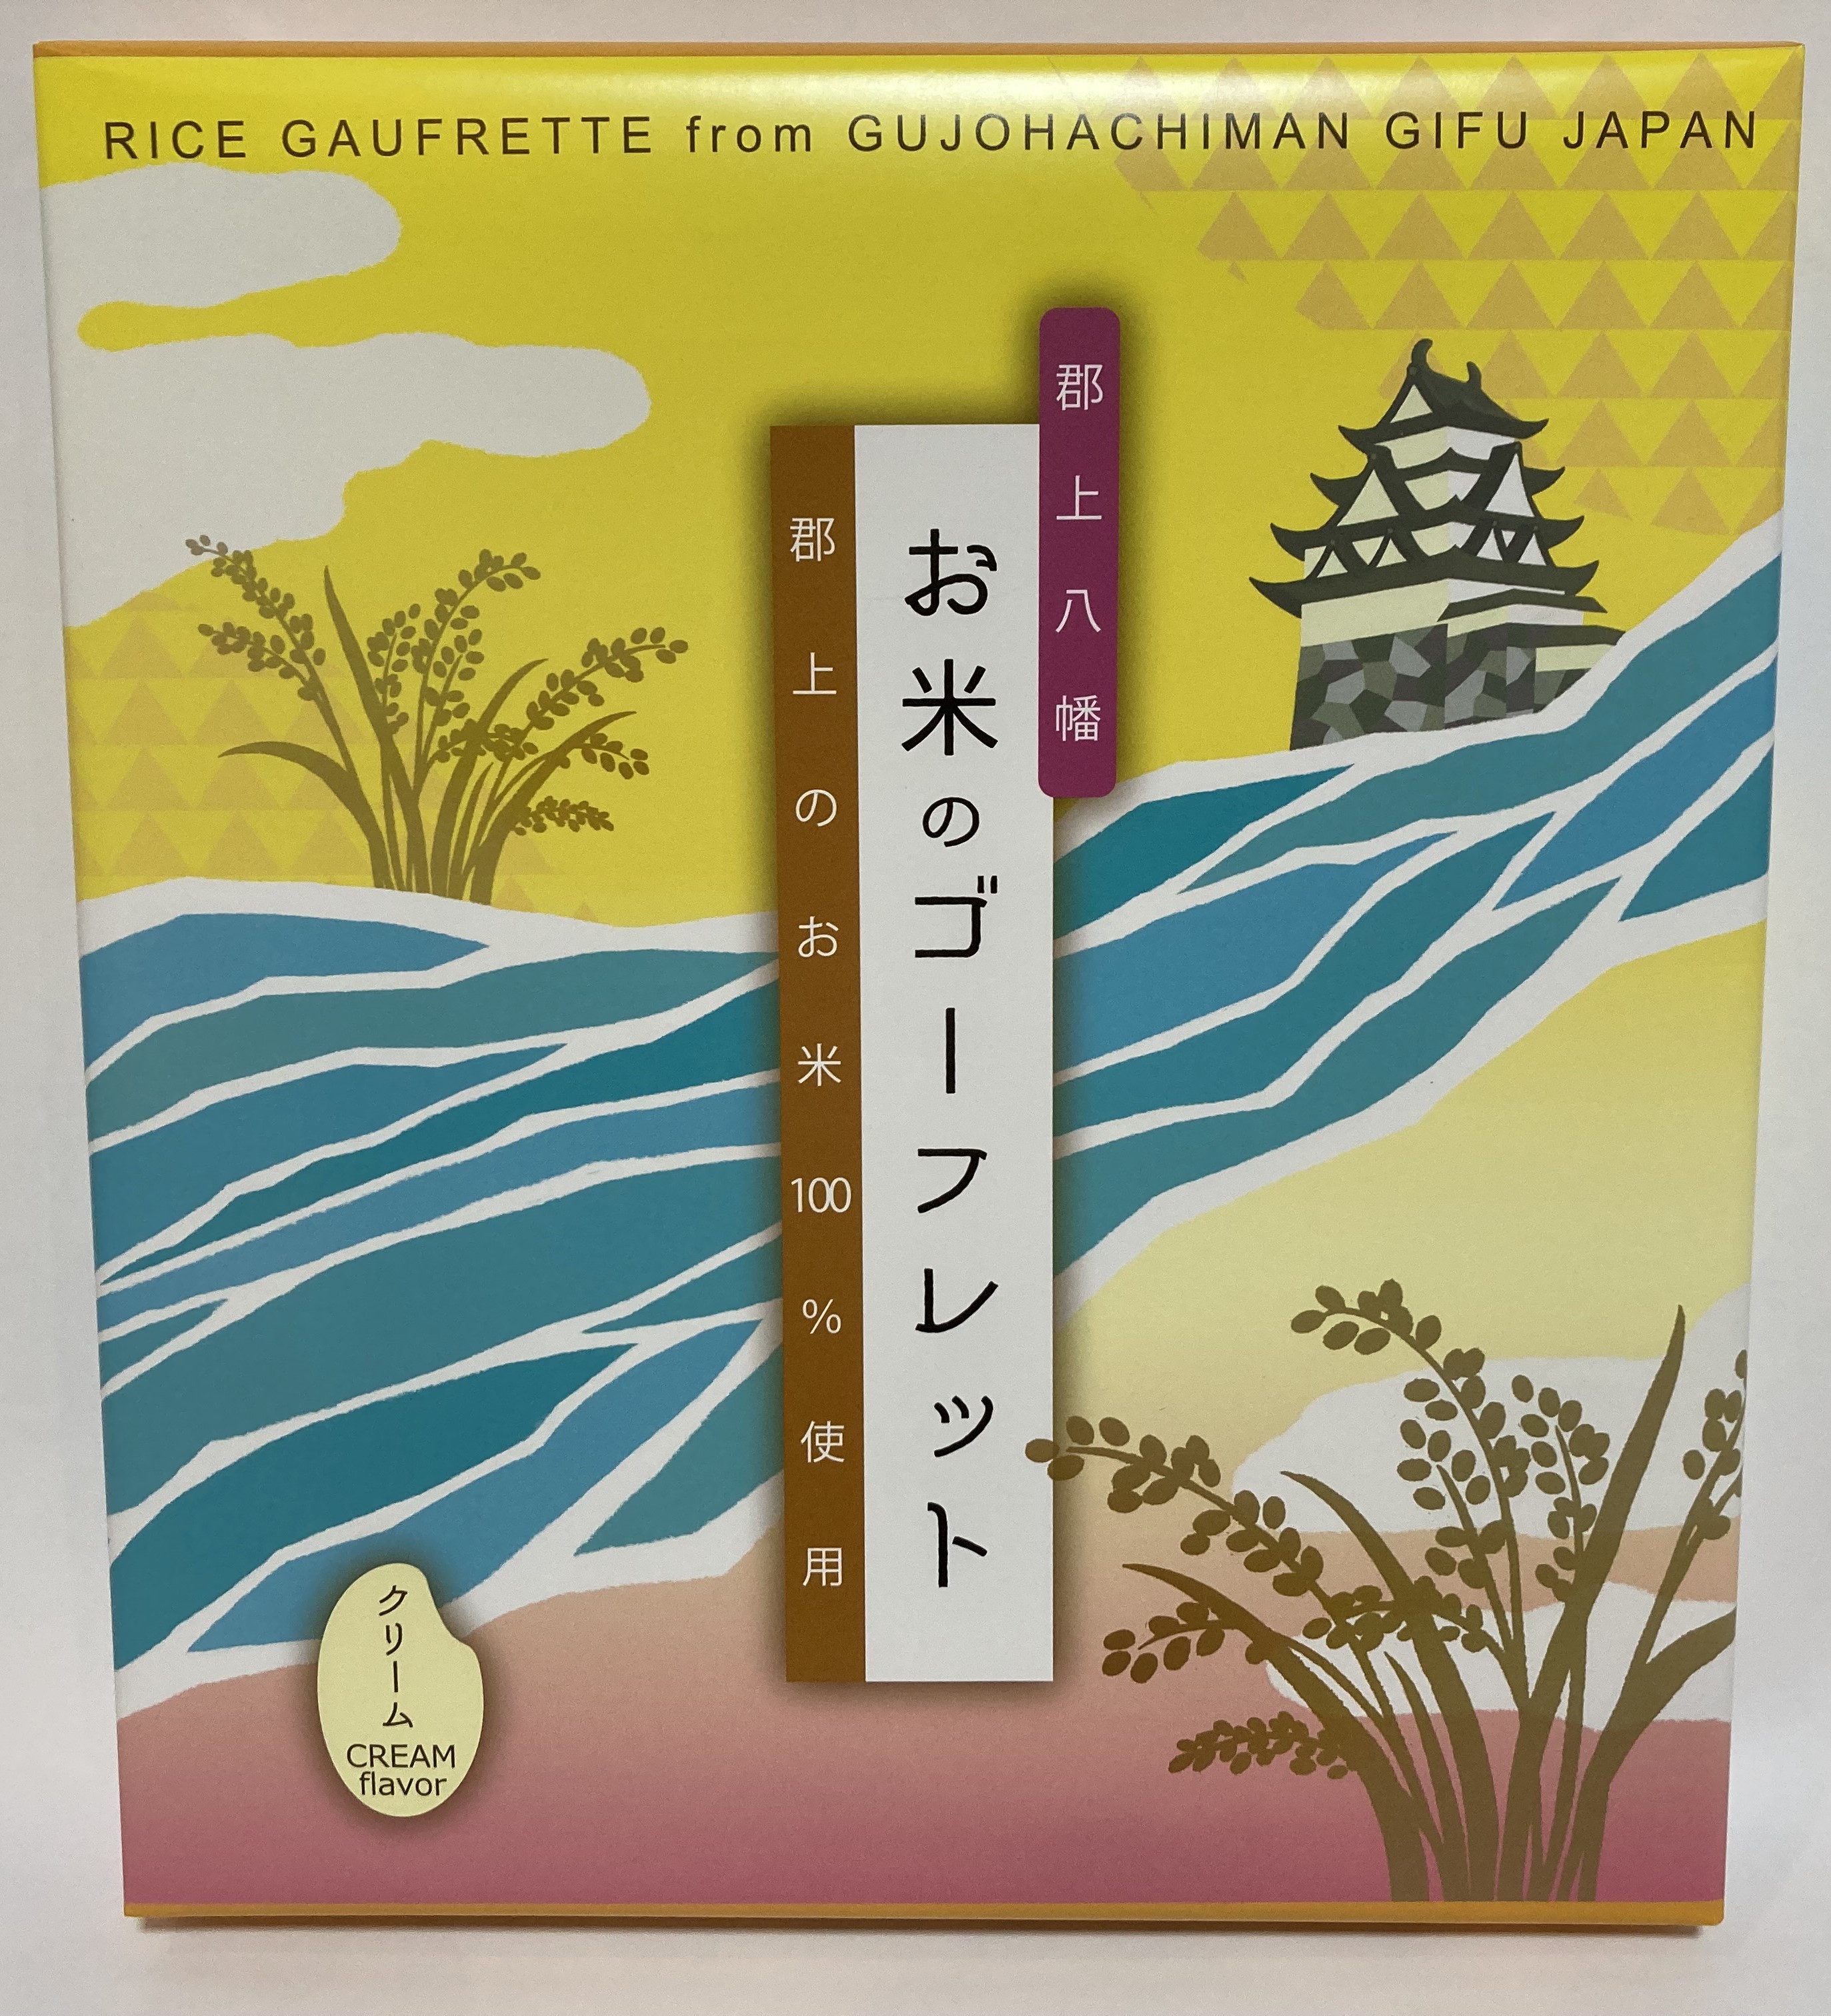 RICE GAUFRETTE from GUJOHACHIMAN GIFU JAPAN
郡上八幡
お米のゴーフレット
郡上のお米100%使用
クリーム
CREAM
flavor